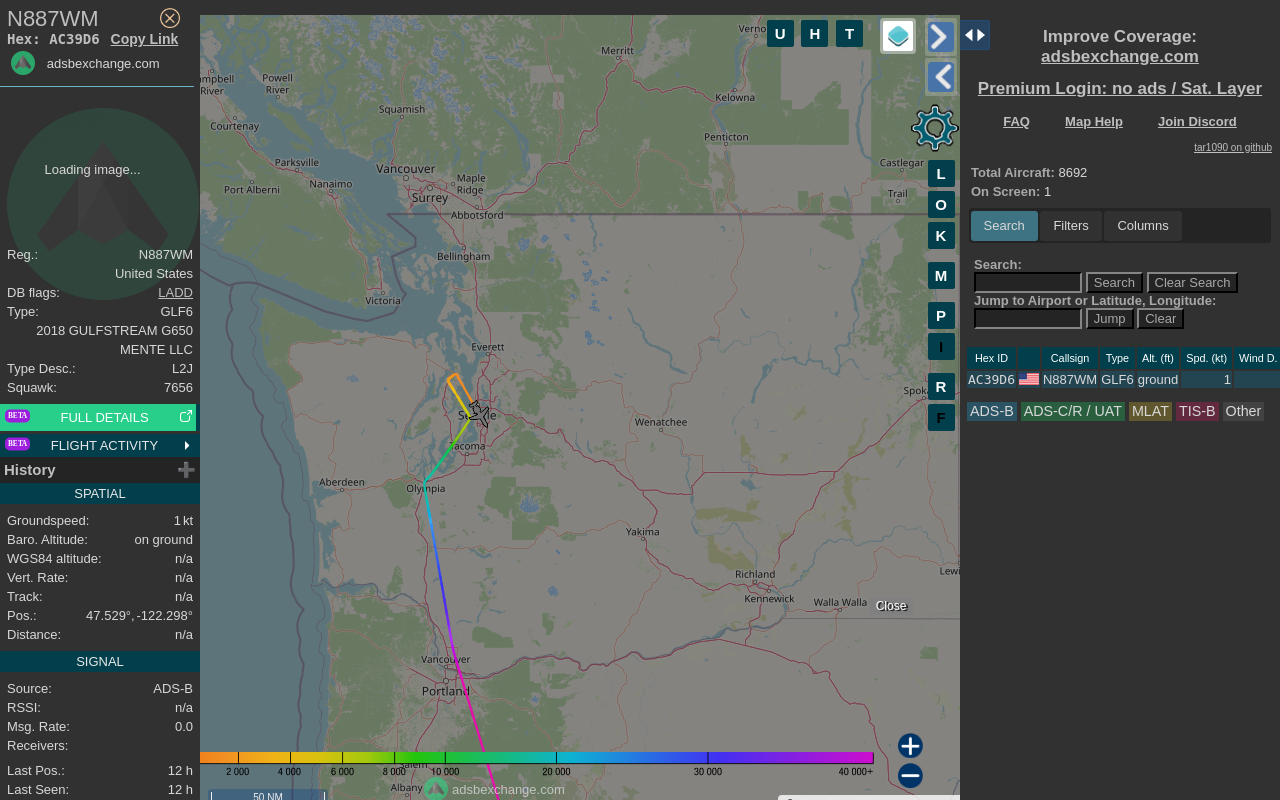 N887WM
Hex: AC39D6 Copy Link
adsbexchange.com
Loading image...
Reg.: N887WM
United States
DB flags: LADD
Type: GLF6
2018 GULFSTREAM G650
MENTE LLC
Type Desc.: L2J
Squawk: 7656
BETA FULL DETAILS
BETA FLIGHT ACTIVITY
History
SPATIAL
Groundspeed: 1 kt
Baro. Altitude: on ground
WGS84 altitude: n/a
Vert. Rate: n/a
Track: n/a
Pos.: 47.529°, -122.298°
Distance: n/a
SIGNAL
Source: ADS-B
RSSI: n/a
Msg. Rate: 0.0
Receivers:
Last Pos.: 12 h
Last Seen: 12 h
U H T
L
O
K
M
P
I
R
F
Merritt
Powell
River
Kelowna
Squamish
Courtenay
Penticton
Parksville
Vancouver
Castlegar
Port Alberni
Nanaimo
Maple
Ridge
Surrey
Trail
Abbotsford
Bellingham
Victoria
Everett
Wenatchee
Aberdeen
Olympia
Yakima
Richland
Kennewick
Walla Walla
Close
Vancouver
Portland
2 000 4 000 6 000 8 000 10 000 20 000 30 000 40 000+
Albany
adsbexchange.com
50 NM
Improve Coverage:
adsbexchange.com
Premium Login: no ads / Sat. Layer
FAQ Map Help Join Discord
tar1090 on github
Total Aircraft: 8692
On Screen: 1
Search Filters Columns
Search:
Search Clear Search
Jump to Airport or Latitude, Longitude:
Jump Clear
Hex ID Callsign Type Alt. (ft) Spd. (kt) Wind D.
AC39D6 N887WM GLF6 ground 1
ADS-B ADS-C/R / UAT MLAT TIS-B Other